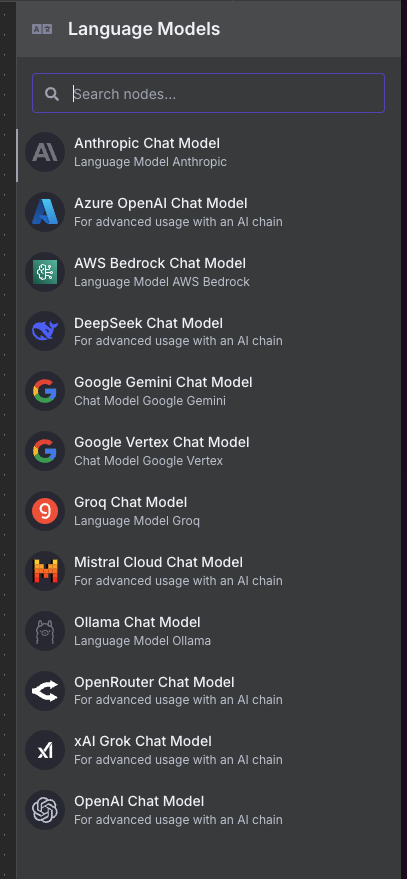 Language Models
Search nodes...
Anthropic Chat Model
Language Model Anthropic
Azure OpenAI Chat Model
For advanced usage with an AI chain
AWS Bedrock Chat Model
Language Model AWS Bedrock
DeepSeek Chat Model
For advanced usage with an AI chain
Google Gemini Chat Model
Chat Model Google Gemini
Google Vertex Chat Model
Chat Model Google Vertex
Groq Chat Model
Language Model Groq
Mistral Cloud Chat Model
For advanced usage with an AI chain
Ollama Chat Model
Language Model Ollama
OpenRouter Chat Model
For advanced usage with an AI chain
xAI Grok Chat Model
For advanced usage with an AI chain
OpenAI Chat Model
For advanced usage with an AI chain